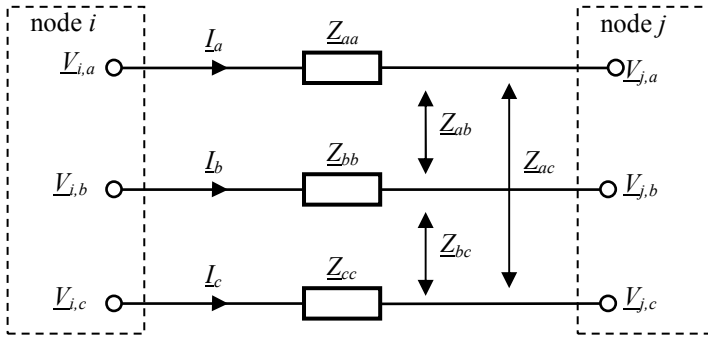 node i
node j
I_a
Z_aa
V_i,a
V_j,a
Z_ab
I_b
Z_bb
Z_ac
V_i,b
V_j,b
Z_bc
I_c
Z_cc
V_i,c
V_j,c